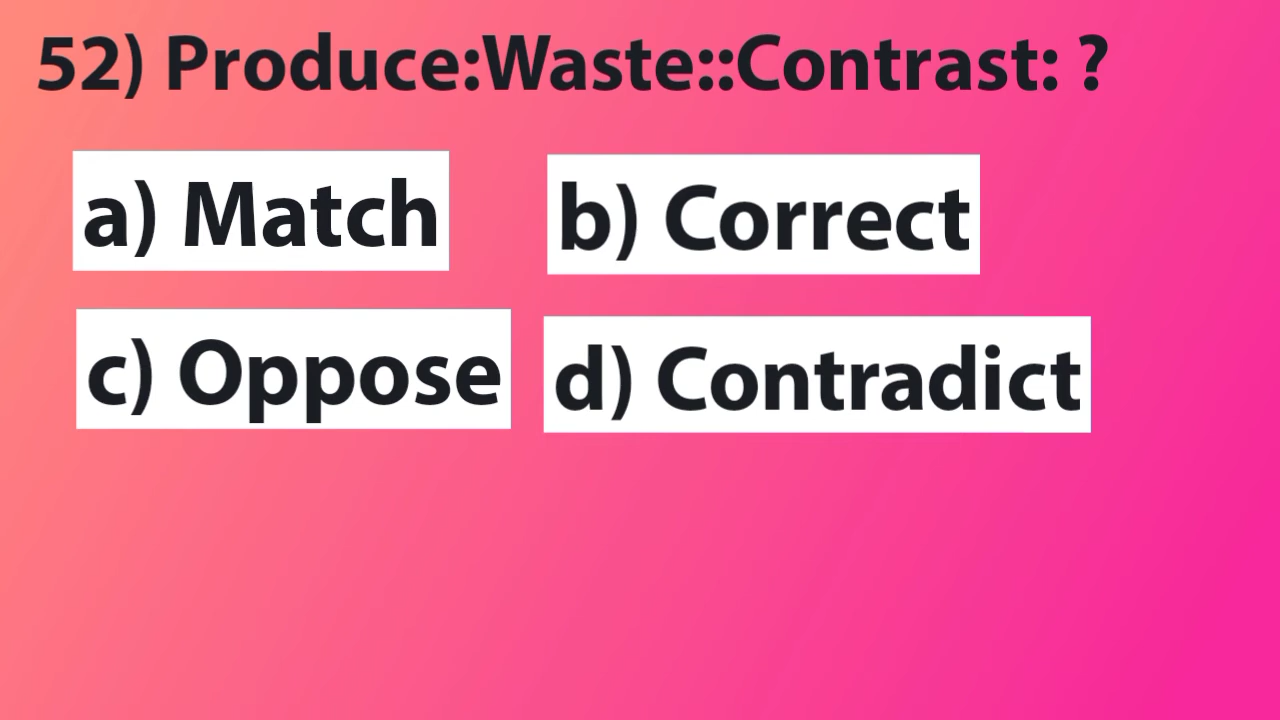 52) Produce:Waste::Contrast: ?
a) Match
b) Correct
c) Oppose
d) Contradict